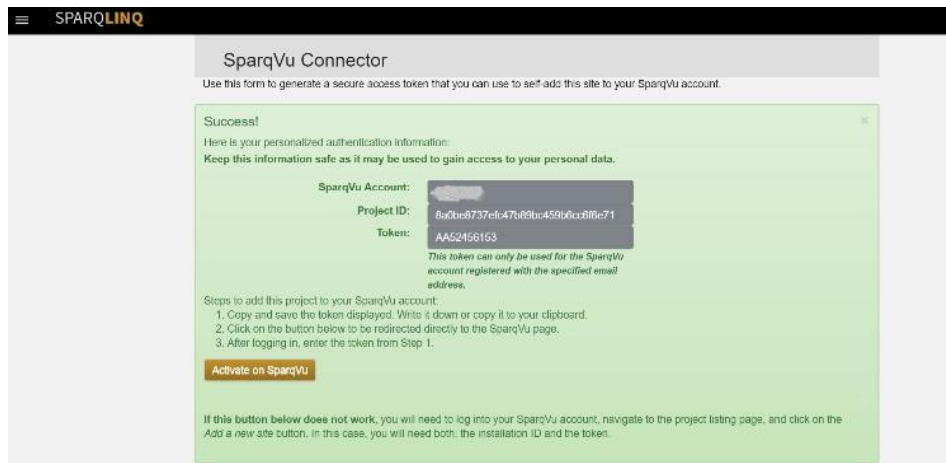 SPARQLINQ
SparqVu Connector
Use this form to generate a secure access token that you can use to self-add this site to your SparqVu account.
Success!
Here is your personalized authentication information:
Keep this information safe as it may be used to gain access to your personal data.
SparqVu Account:
Project ID: 8a0be8737efc47b89bc459b6cc6f6e71
Token: AA52456153
This token can only be used for the SparqVu
account registered with the specified email
address.
Steps to add this project to your SparqVu account:
1. Copy and save the token displayed. Write it down or copy it to your clipboard.
2. Click on the button below to be redirected directly to the SparqVu page.
3. After logging in, enter the token from Step 1.
Activate on SparqVu
If this button below does not work, you will need to log into your SparqVu account, navigate to the project listing page, and click on the
Add a new site button. In this case, you will need both: the installation ID and the token.